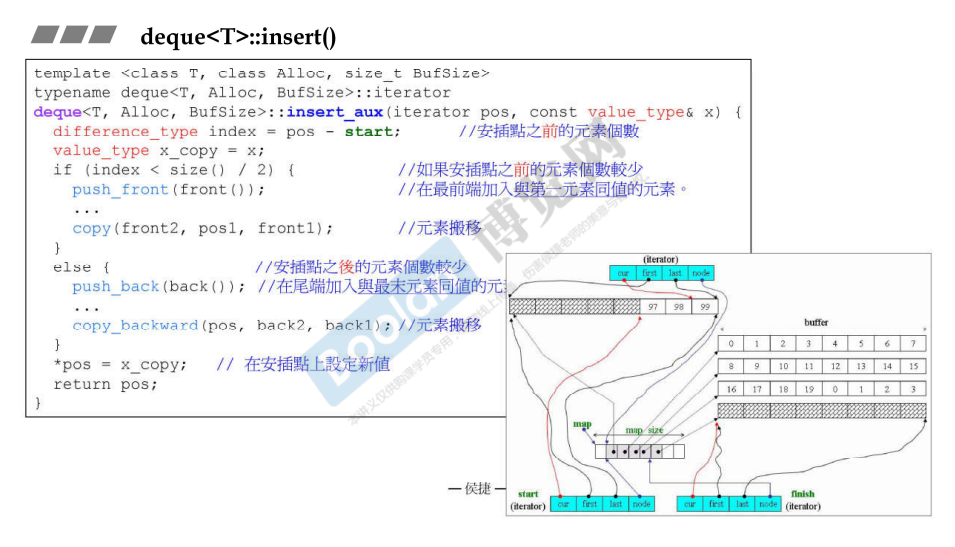 deque<T>::insert()
template <class T, class Alloc, size_t BufSize>
typename deque<T, Alloc, BufSize>::iterator
deque<T, Alloc, BufSize>::insert_aux(iterator pos, const value_type& x) {
difference_type index = pos - start; //安插點之前的元素個數
value_type x_copy = x;
if (index < size() / 2) { //如果安插點之前的元素個數較少
push_front(front()); //在最前端加入與第一元素同值的元素。
...
copy(front2, pos1, front1); //元素搬移
}
else { //安插點之後的元素個數較少
push_back(back()); //在尾端加入與最末元素同值的元
...
copy_backward(pos, back2, back1); //元素搬移
}
*pos = x_copy; // 在安插點上設定新值
return pos;
}
(iterator)
cur first last node
97 98 99
buffer
0 1 2 3 4 5 6 7
8 9 10 11 12 13 14 15
16 17 18 19 0 1 2 3
map
map size
start
(iterator)
cur first last node
cur first last node
finish
(iterator)
— 侯捷 —
Boolan
博览网